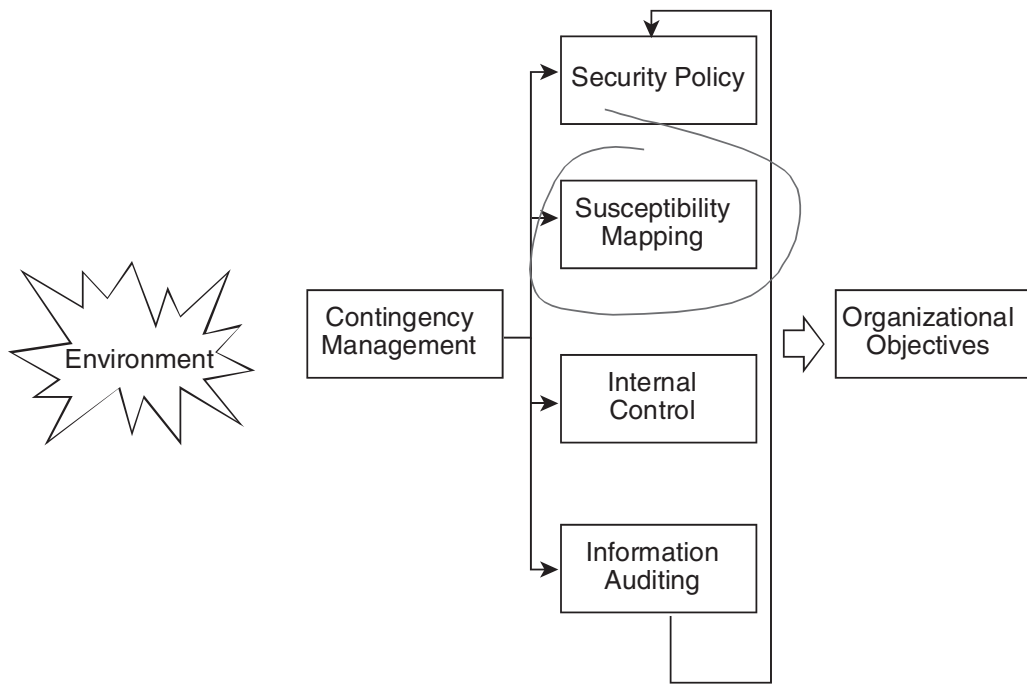 Security Policy
Susceptibility
Mapping
Environment
Contingency
Management
Organizational
Objectives
Internal
Control
Information
Auditing